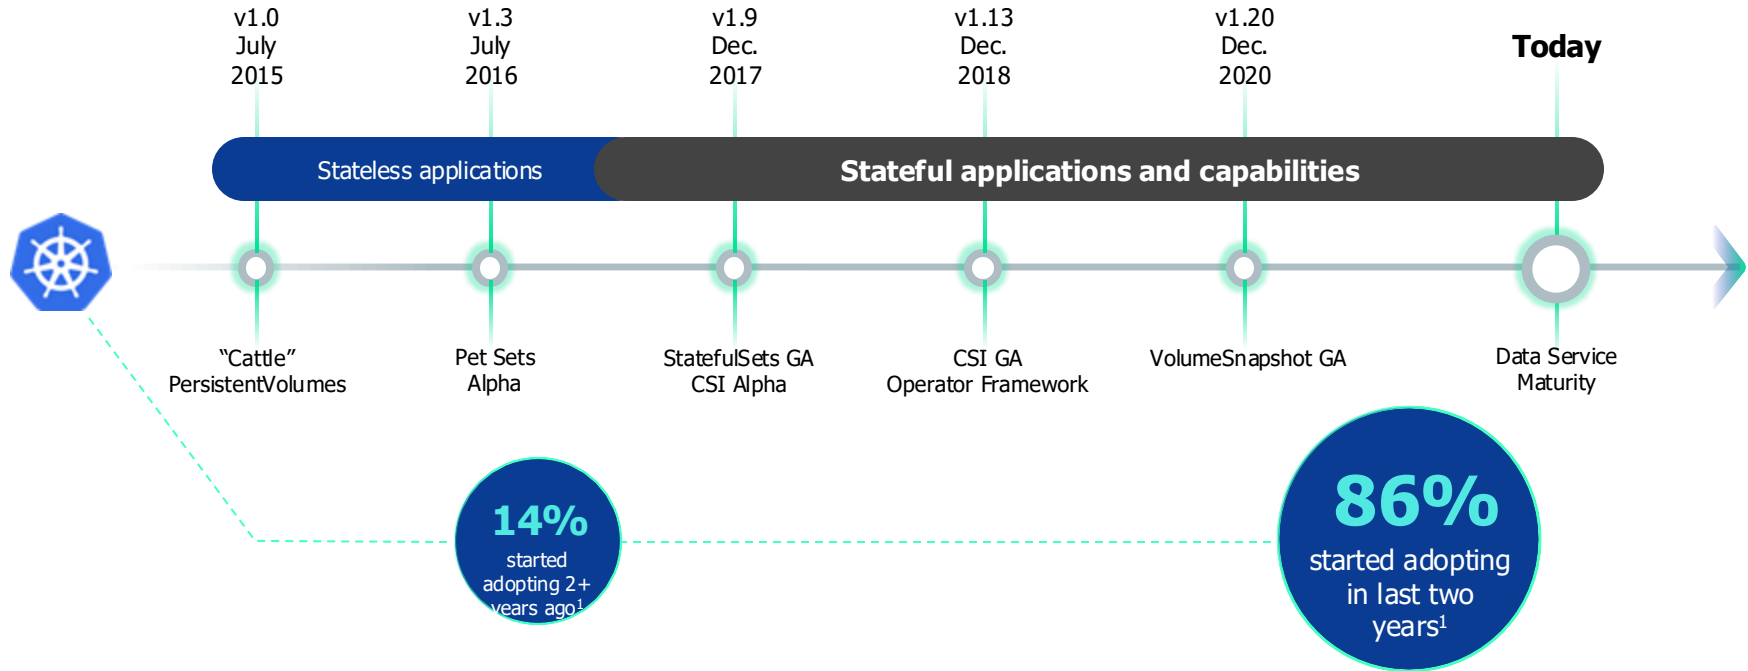 v1.0
July
2015
v1.3
July
2016
v1.9
Dec.
2017
v1.13
Dec.
2018
v1.20
Dec.
2020
Today
Stateless applications
Stateful applications and capabilities
“Cattle”
PersistentVolumes
Pet Sets
Alpha
StatefulSets GA
CSI Alpha
CSI GA
Operator Framework
VolumeSnapshot GA
Data Service
Maturity
14%
started
adopting 2+
years ago¹
86%
started adopting
in last two
years¹